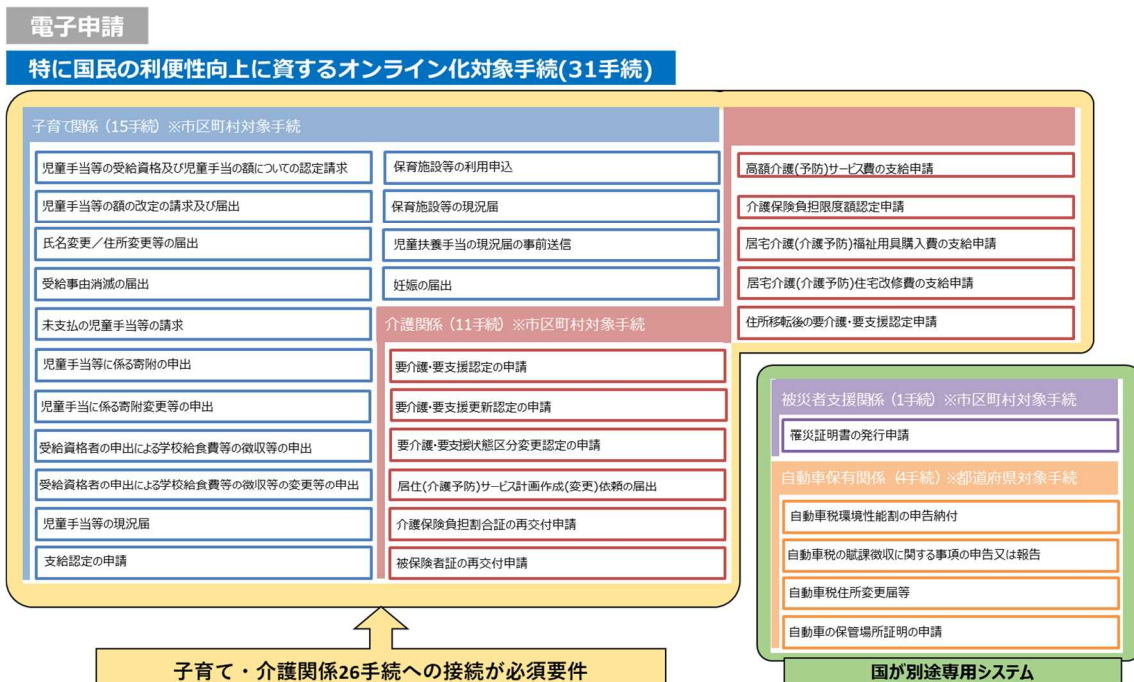 電子申請
特に国民の利便性向上に資するオンライン化対象手続(31手続)
子育て関係（15手続）※市区町村対象手続
児童手当等の受給資格及び児童手当の額についての認定請求
児童手当等の額の改定の請求及び届出
氏名変更／住所変更等の届出
受給事由消滅の届出
未支払の児童手当等の請求
児童手当等に係る寄附の申出
児童手当に係る寄附変更等の申出
受給資格者の申出による学校給食費等の徴収等の申出
受給資格者の申出による学校給食費等の徴収等の変更等の申出
児童手当等の現況届
支給認定の申請
保育施設等の利用申込
保育施設等の現況届
児童扶養手当の現況届の事前送信
妊娠の届出
介護関係（11手続）※市区町村対象手続
要介護・要支援認定の申請
要介護・要支援更新認定の申請
要介護・要支援状態区分変更認定の申請
居住(介護予防)サービス計画作成(変更)依頼の届出
介護保険負担割合証の再交付申請
被保険者証の再交付申請
高額介護(予防)サービス費の支給申請
介護保険負担限度額認定申請
居宅介護(介護予防)福祉用具購入費の支給申請
居宅介護(介護予防)住宅改修費の支給申請
住所移転後の要介護・要支援認定申請
被災者支援関係（1手続）※市区町村対象手続
罹災証明書の発行申請
自動車保有関係（4手続）※都道府県対象手続
自動車税環境性能割の申告納付
自動車税の賦課徴収に関する事項の申告又は報告
自動車税住所変更届等
自動車の保管場所証明の申請
子育て・介護関係26手続への接続が必須要件
国が別途専用システム